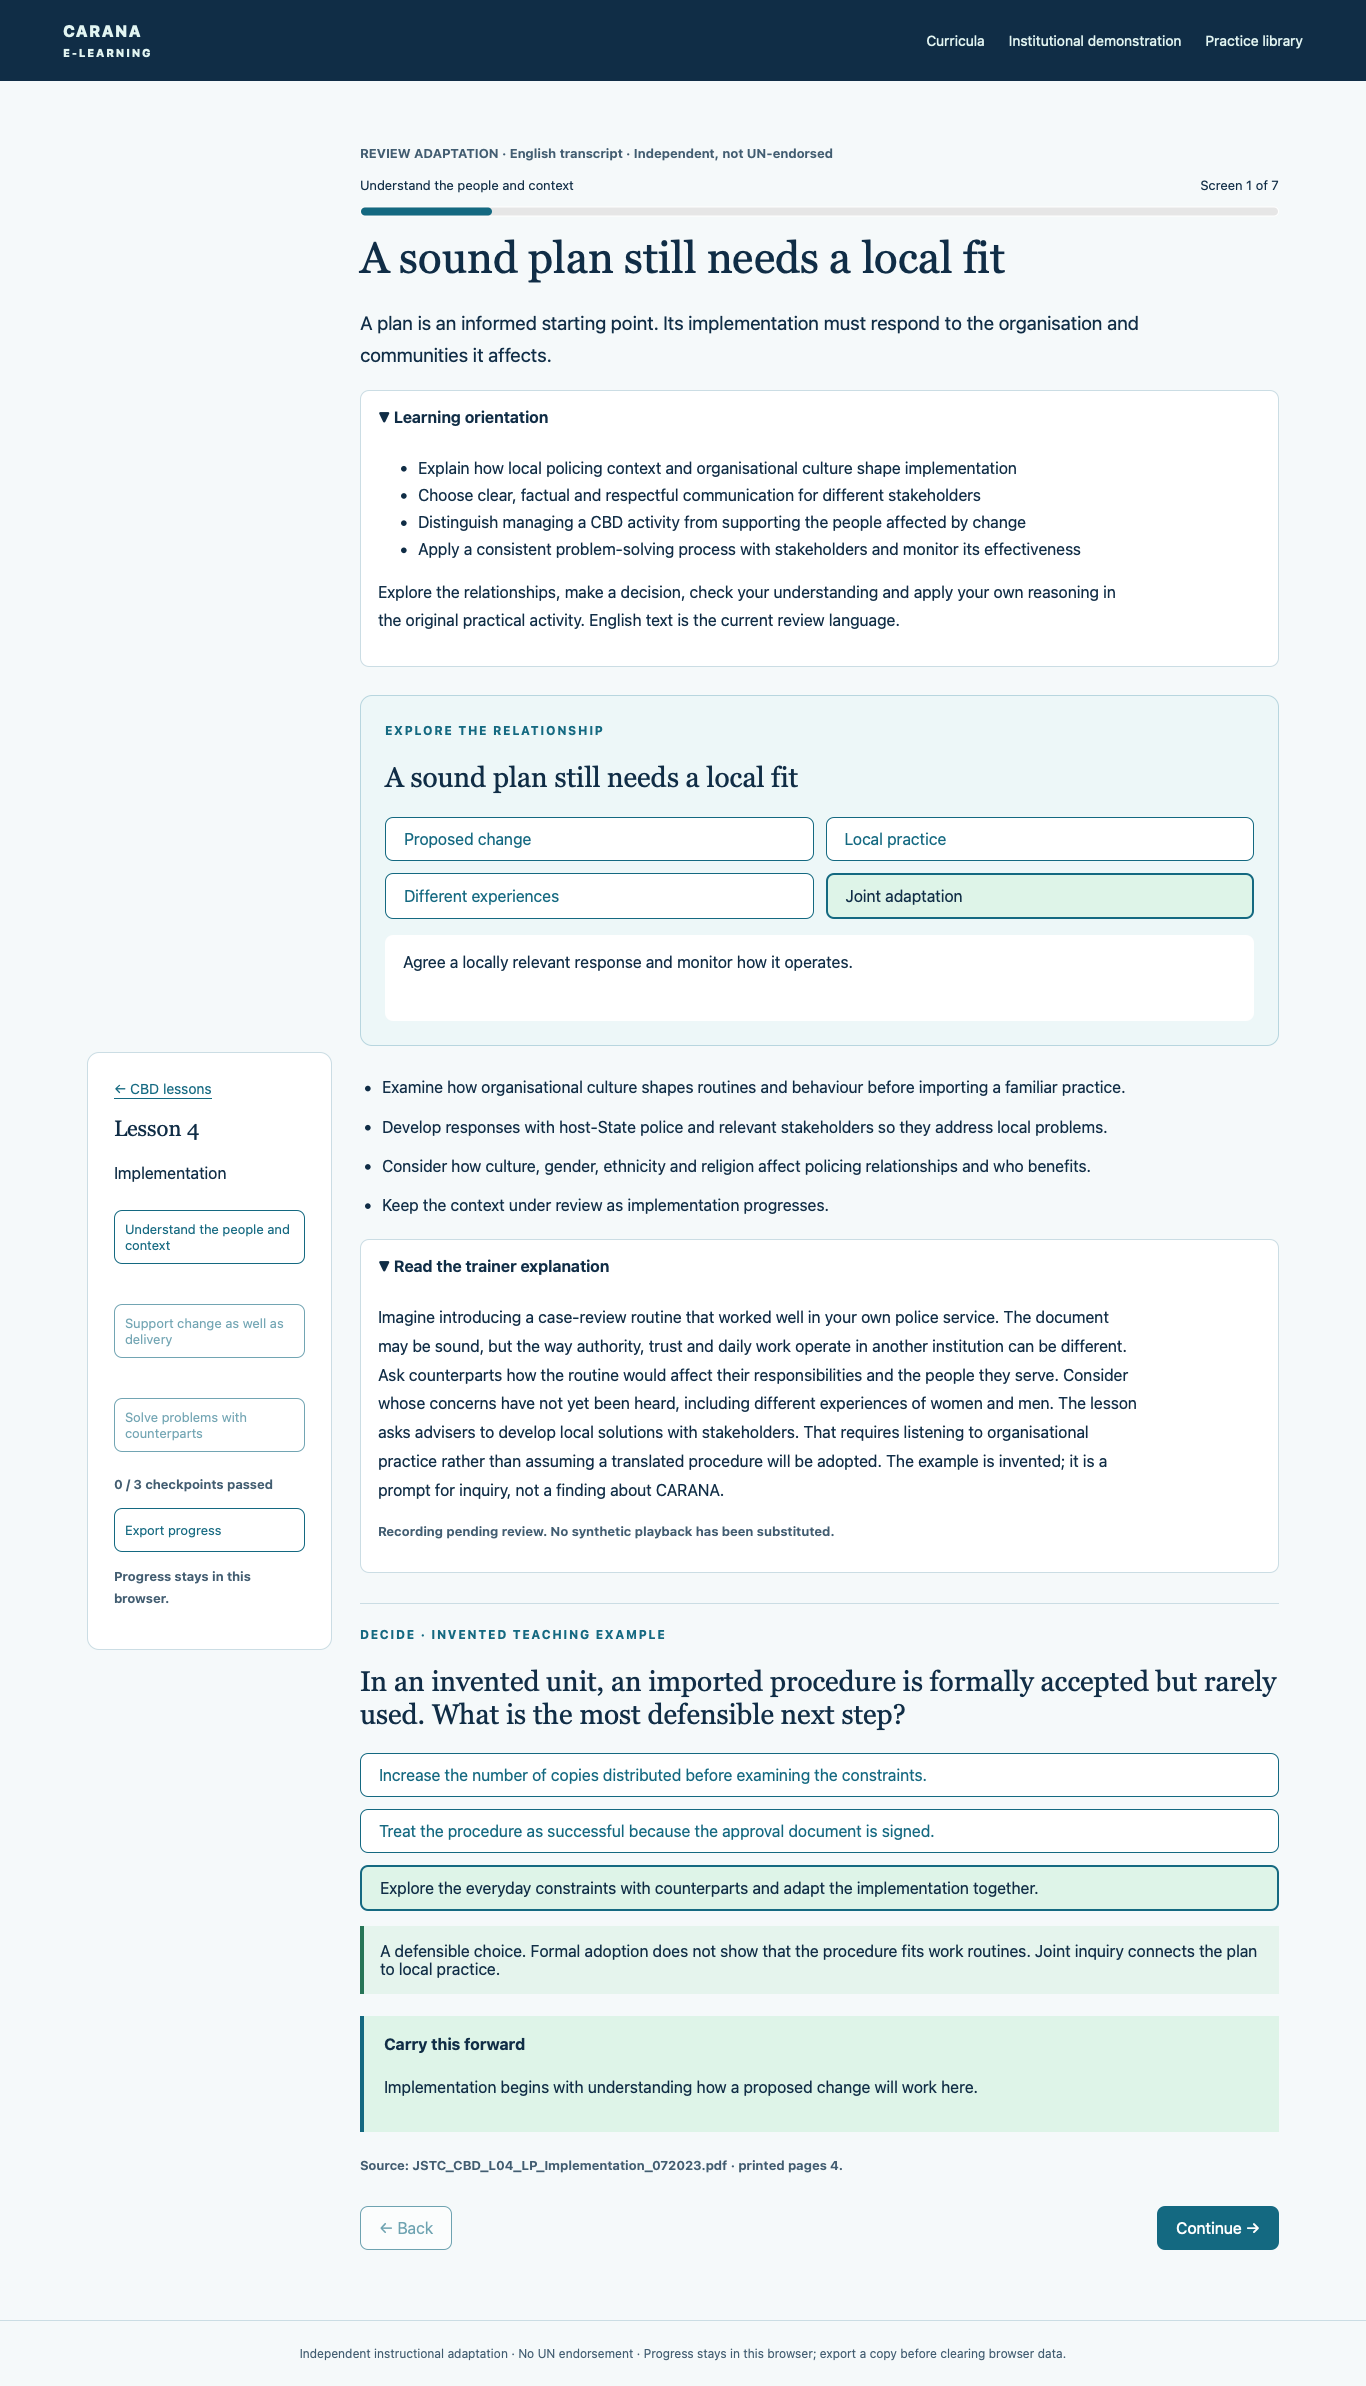 CARANA
E-LEARNING
Curricula
Institutional demonstration
Practice library
REVIEW ADAPTATION · English transcript · Independent, not UN-endorsed
Understand the people and context
Screen 1 of 7
A sound plan still needs a local fit
A plan is an informed starting point. Its implementation must respond to the organisation and
communities it affects.
▼ Learning orientation
• Explain how local policing context and organisational culture shape implementation
• Choose clear, factual and respectful communication for different stakeholders
• Distinguish managing a CBD activity from supporting the people affected by change
• Apply a consistent problem-solving process with stakeholders and monitor its effectiveness
Explore the relationships, make a decision, check your understanding and apply your own reasoning in
the original practical activity. English text is the current review language.
EXPLORE THE RELATIONSHIP
A sound plan still needs a local fit
Proposed change
Local practice
Different experiences
Joint adaptation
Agree a locally relevant response and monitor how it operates.
← CBD lessons
Lesson 4
Implementation
Understand the people and
context
Support change as well as
delivery
Solve problems with
counterparts
0 / 3 checkpoints passed
Export progress
Progress stays in this
browser.
• Examine how organisational culture shapes routines and behaviour before importing a familiar practice.
• Develop responses with host-State police and relevant stakeholders so they address local problems.
• Consider how culture, gender, ethnicity and religion affect policing relationships and who benefits.
• Keep the context under review as implementation progresses.
▼ Read the trainer explanation
Imagine introducing a case-review routine that worked well in your own police service. The document
may be sound, but the way authority, trust and daily work operate in another institution can be different.
Ask counterparts how the routine would affect their responsibilities and the people they serve. Consider
whose concerns have not yet been heard, including different experiences of women and men. The lesson
asks advisers to develop local solutions with stakeholders. That requires listening to organisational
practice rather than assuming a translated procedure will be adopted. The example is invented; it is a
prompt for inquiry, not a finding about CARANA.
Recording pending review. No synthetic playback has been substituted.
DECIDE · INVENTED TEACHING EXAMPLE
In an invented unit, an imported procedure is formally accepted but rarely
used. What is the most defensible next step?
Increase the number of copies distributed before examining the constraints.
Treat the procedure as successful because the approval document is signed.
Explore the everyday constraints with counterparts and adapt the implementation together.
A defensible choice. Formal adoption does not show that the procedure fits work routines. Joint inquiry connects the plan
to local practice.
Carry this forward
Implementation begins with understanding how a proposed change will work here.
Source: JSTC_CBD_L04_LP_Implementation_072023.pdf · printed pages 4.
← Back
Continue →
Independent instructional adaptation · No UN endorsement · Progress stays in this browser; export a copy before clearing browser data.